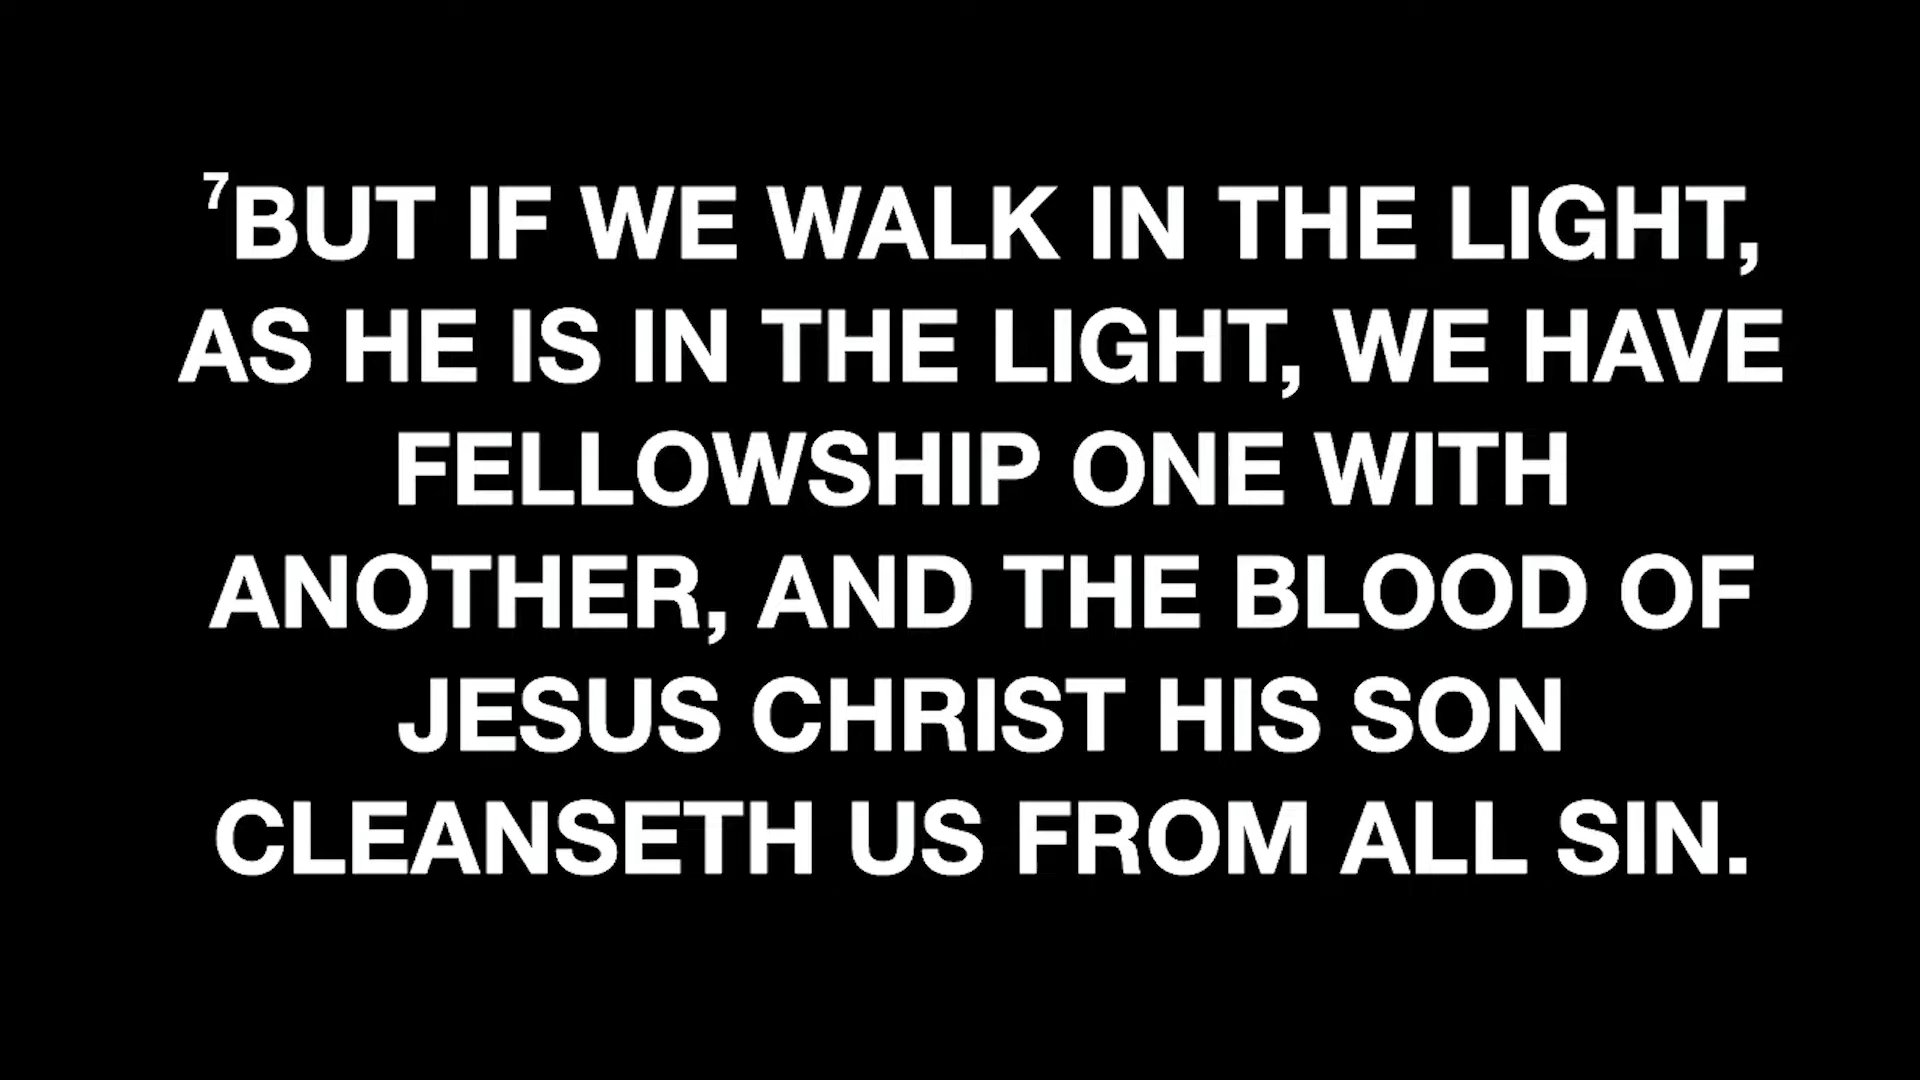 7BUT IF WE WALK IN THE LIGHT,
AS HE IS IN THE LIGHT, WE HAVE
FELLOWSHIP ONE WITH
ANOTHER, AND THE BLOOD OF
JESUS CHRIST HIS SON
CLEANSETH US FROM ALL SIN.